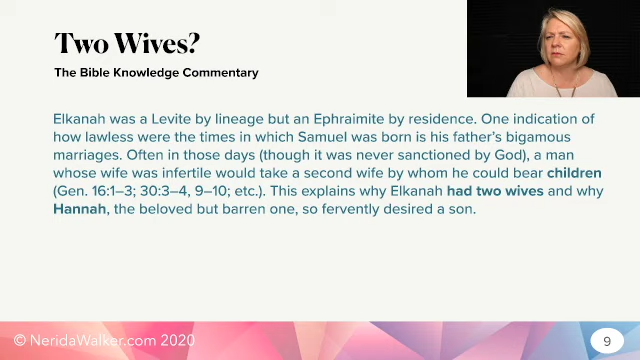 Two Wives?
The Bible Knowledge Commentary
Elkanah was a Levite by lineage but an Ephraimite by residence. One indication of
how lawless were the times in which Samuel was born is his father's bigamous
marriages. Often in those days (though it was never sanctioned by God), a man
whose wife was infertile would take a second wife by whom he could bear children
(Gen. 16:1–3; 30:3–4, 9–10; etc.). This explains why Elkanah had two wives and why
Hannah, the beloved but barren one, so fervently desired a son.
© NeridaWalker.com 2020
9